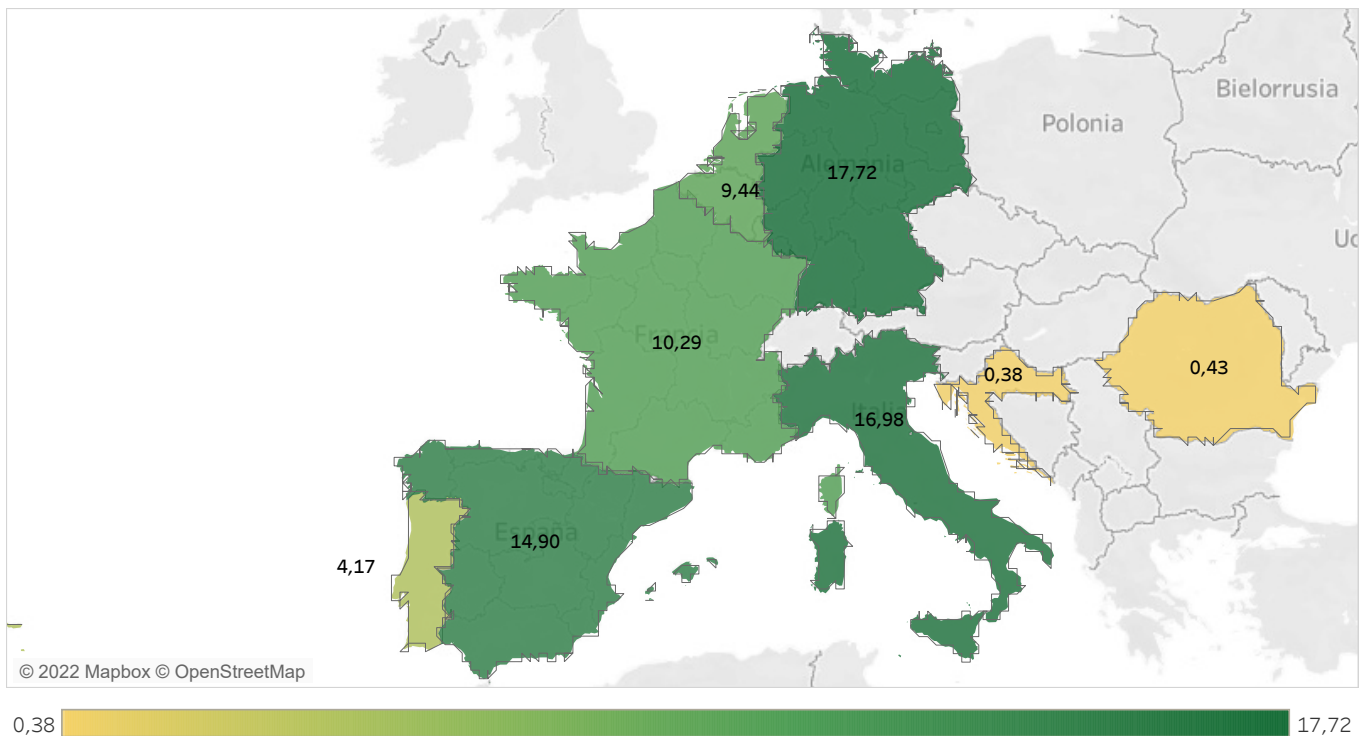 Bielorrusia
Polonia
Uc
Alemania
17,72
9,44
Francia
10,29
0,43
0,38
Italia
16,98
España
14,90
4,17
© 2022 Mapbox © OpenStreetMap
0,38
17,72